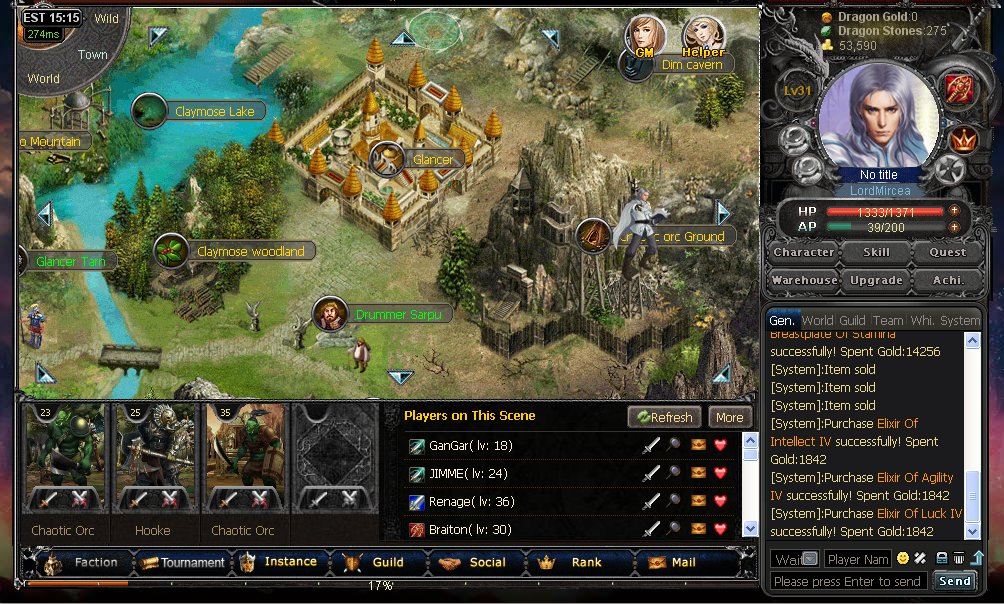 EST 15:15
274ms
Wild
Town
World
GM
Helper
Dim cavern
Claymose Lake
o Mountain
Glancer
orc Ground
Claymose woodland
Glancer Tarn
Drummer Sarpu
Dragon Gold:0
Dragon Stones:275
53,590
Lv31
No title
LordMircea
HP 1333/1371
AP 39/200
Character Skill Quest
Warehouse Upgrade Achi.
Gen. World Guild Team Whi. System
Breastplate Of Stamina
successfully! Spent Gold:14256
[System]:Item sold
[System]:Item sold
[System]:Item sold
[System]:Purchase Elixir Of
Intellect IV successfully! Spent
Gold:1842
[System]:Purchase Elixir Of Agility
IV successfully! Spent Gold:1842
[System]:Purchase Elixir Of Luck IV
successfully! Spent Gold:1842
Player Nam
Please press Enter to send
Send
23
25
35
Chaotic Orc
Hooke
Chaotic Orc
Players on This Scene
Refresh
More
GanGar( lv: 18)
JIMME( lv: 24)
Renage( lv: 36)
Braiton( lv: 30)
Faction
Tournament
Instance
Guild
Social
Rank
Mail
17%